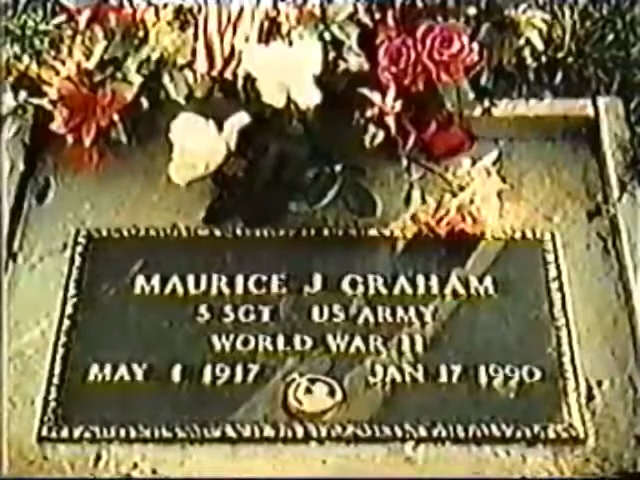 MAURICE J GRAHAM
S SGT US ARMY
WORLD WAR II
MAY 1 1917 JAN 17 1990